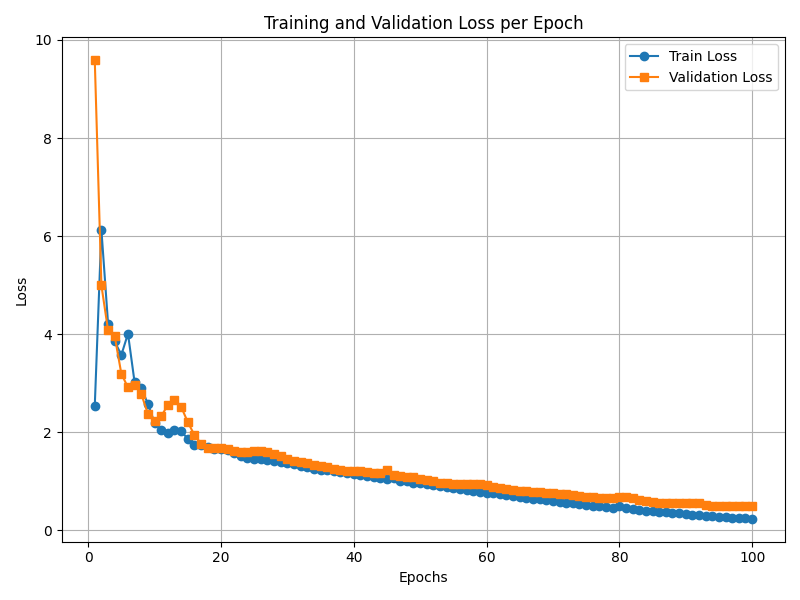 Training and Validation Loss per Epoch
Train Loss
Validation Loss
Loss
10
8
6
4
2
0
0 20 40 60 80 100
Epochs